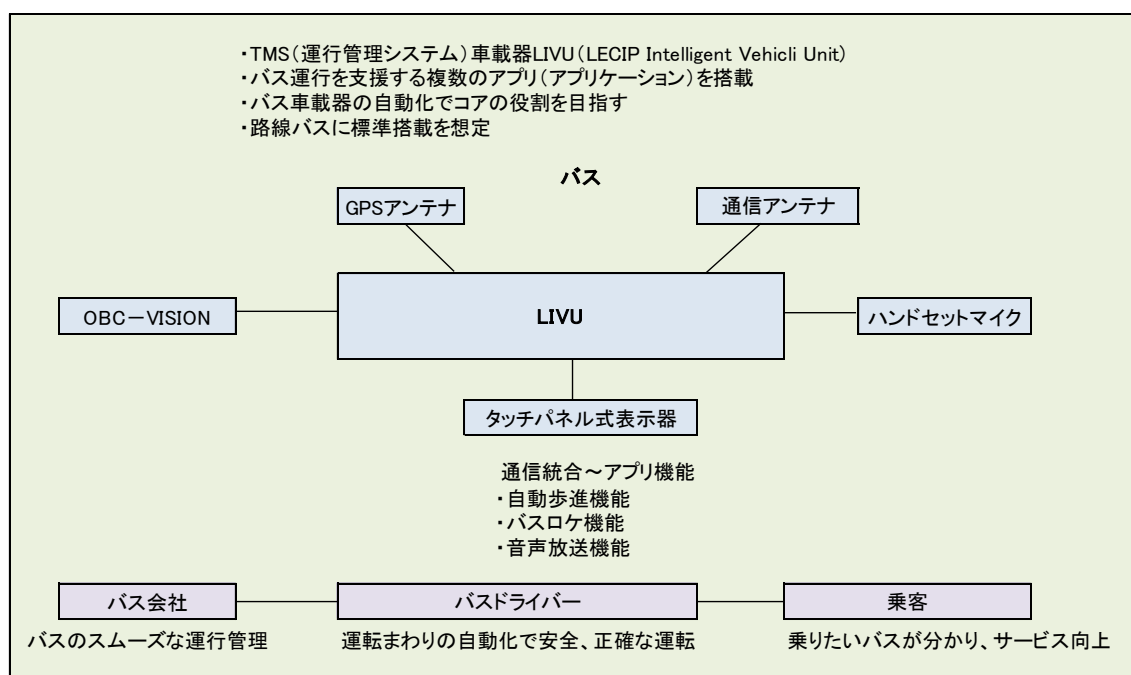 ・TMS(運行管理システム)車載器LIVU(LECIP Intelligent Vehicli Unit)
・バス運行を支援する複数のアプリ(アプリケーション)を搭載
・バス車載器の自動化でコアの役割を目指す
・路線バスに標準搭載を想定
バス
GPSアンテナ
通信アンテナ
OBC－VISION
LIVU
ハンドセットマイク
タッチパネル式表示器
通信統合～アプリ機能
・自動歩進機能
・バスロケ機能
・音声放送機能
バス会社
バスドライバー
乗客
バスのスムーズな運行管理
運転まわりの自動化で安全、正確な運転
乗りたいバスが分かり、サービス向上